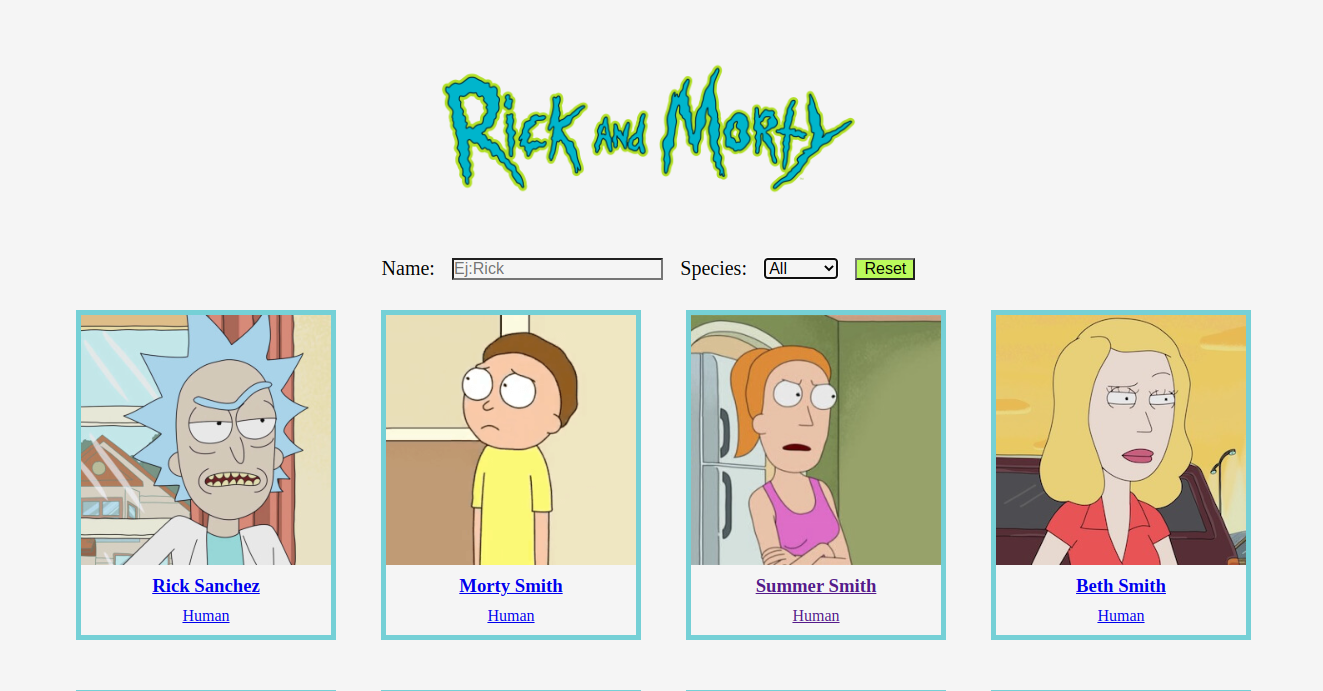 Rick and Morty
Name: Ej:Rick Species: All Reset
Rick Sanchez Morty Smith Summer Smith Beth Smith
Human Human Human Human